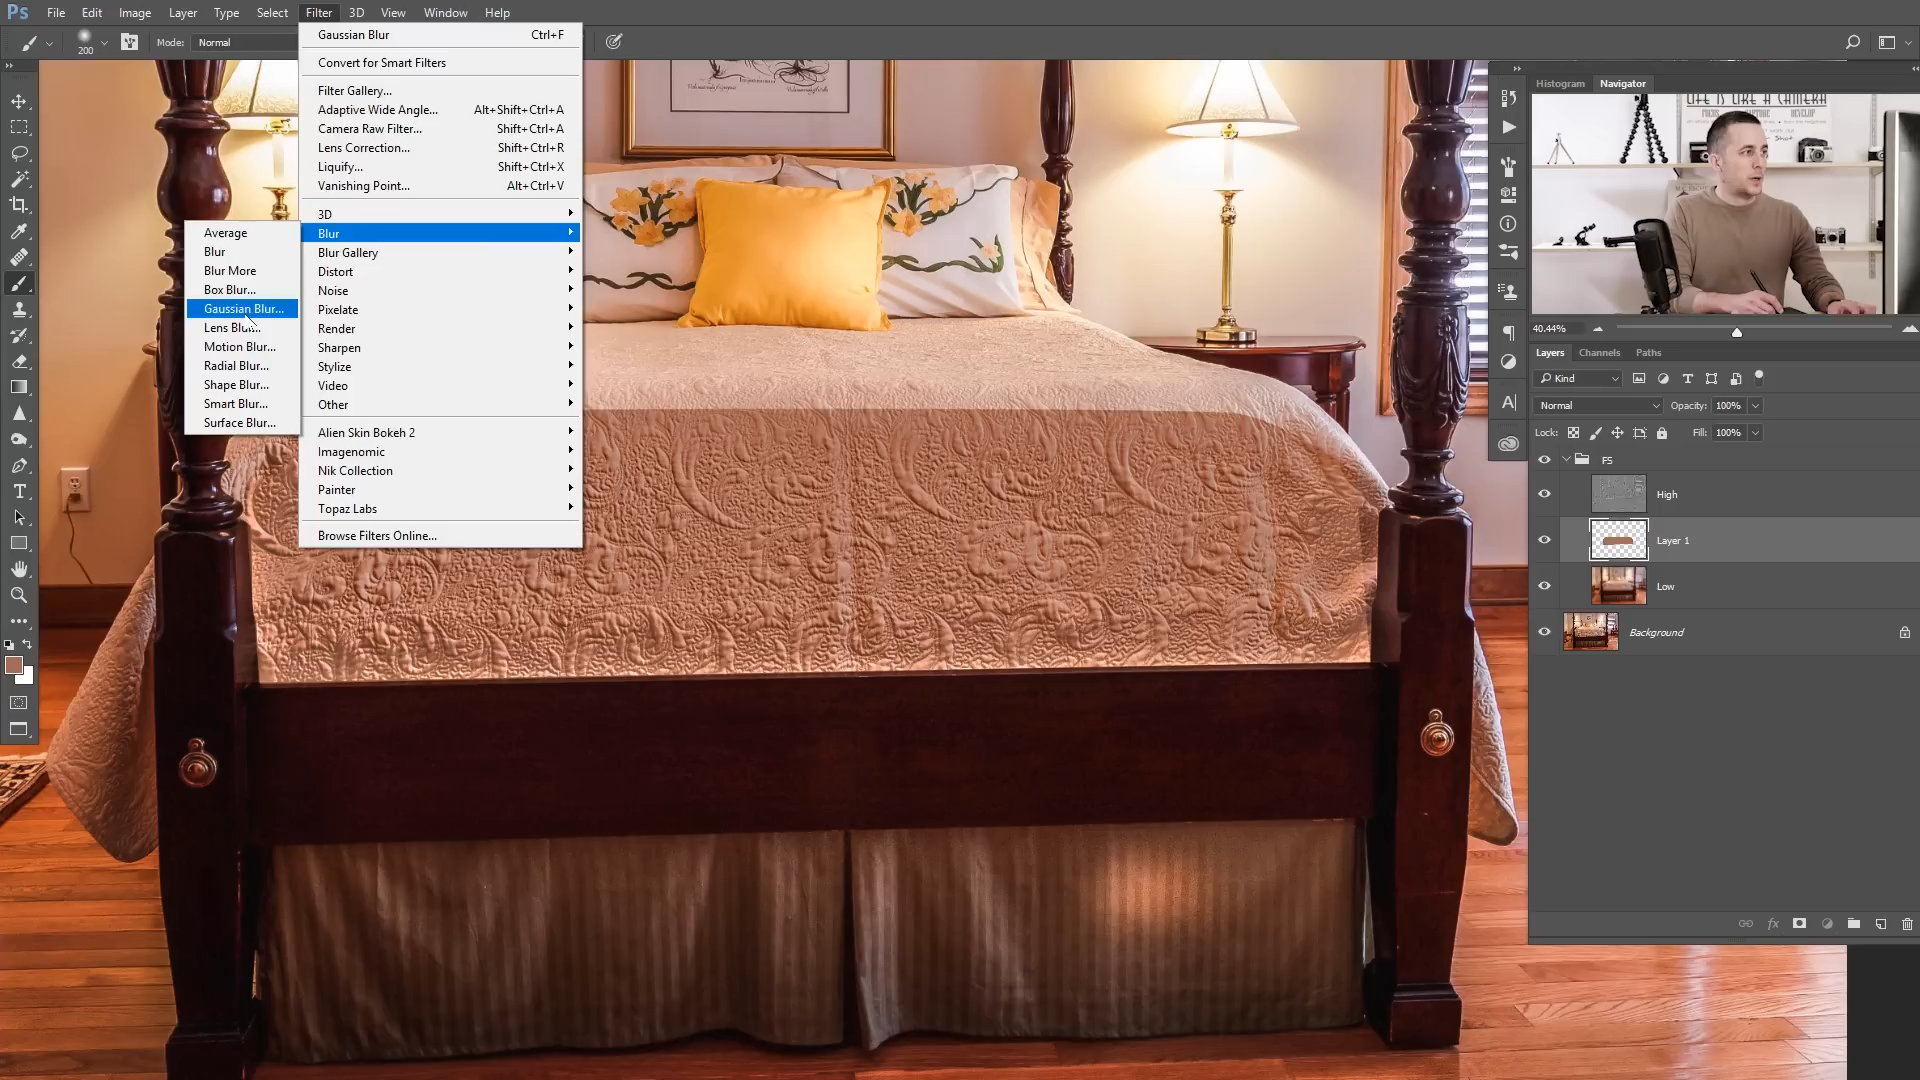 Ps File Edit Image Layer Type Select Filter 3D View Window Help
200 Mode: Normal
Gaussian Blur Ctrl+F
Convert for Smart Filters
Filter Gallery...
Adaptive Wide Angle... Alt+Shift+Ctrl+A
Camera Raw Filter... Shift+Ctrl+A
Lens Correction... Shift+Ctrl+R
Liquify... Shift+Ctrl+X
Vanishing Point... Alt+Ctrl+V
3D
Blur
Blur Gallery
Distort
Noise
Pixelate
Render
Sharpen
Stylize
Video
Other
Alien Skin Bokeh 2
Imagenomic
Nik Collection
Painter
Topaz Labs
Browse Filters Online...
Average
Blur
Blur More
Box Blur...
Gaussian Blur...
Lens Blur...
Motion Blur...
Radial Blur...
Shape Blur...
Smart Blur...
Surface Blur...
Histogram Navigator
LIFE IS LIKE A CAMERA
40.44%
Layers Channels Paths
Kind
Normal Opacity: 100%
Lock: Fill: 100%
FS
High
Layer 1
Low
Background